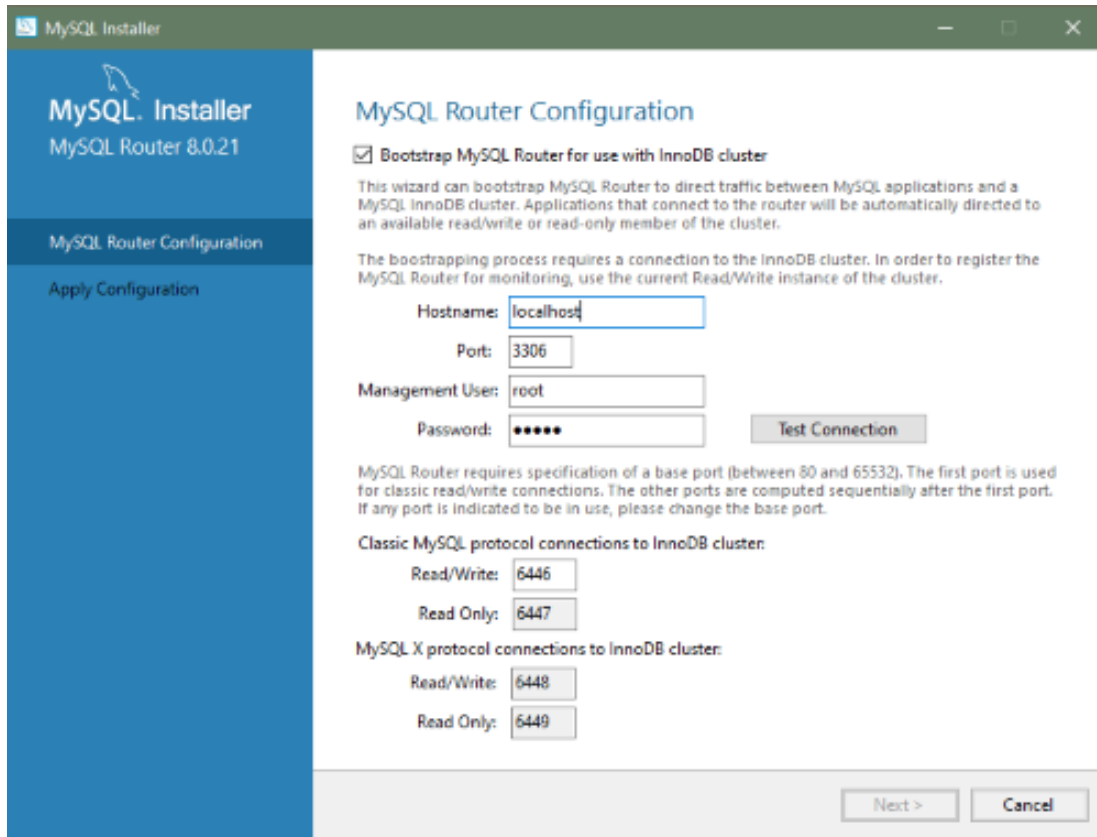 MySQL Installer
MySQL. Installer
MySQL Router 8.0.21
MySQL Router Configuration
Apply Configuration
MySQL Router Configuration
Bootstrap MySQL Router for use with InnoDB cluster
This wizard can bootstrap MySQL Router to direct traffic between MySQL applications and a
MySQL InnoDB cluster. Applications that connect to the router will be automatically directed to
an available read/write or read-only member of the cluster.
The boostrapping process requires a connection to the InnoDB cluster. In order to register the
MySQL Router for monitoring, use the current Read/Write instance of the cluster.
Hostname: localhost
Port: 3306
Management User: root
Password: ●●●●●
Test Connection
MySQL Router requires specification of a base port (between 80 and 65532). The first port is used
for classic read/write connections. The other ports are computed sequentially after the first port.
If any port is indicated to be in use, please change the base port.
Classic MySQL protocol connections to InnoDB cluster:
Read/Write: 6446
Read Only: 6447
MySQL X protocol connections to InnoDB cluster:
Read/Write: 6448
Read Only: 6449
Next >
Cancel